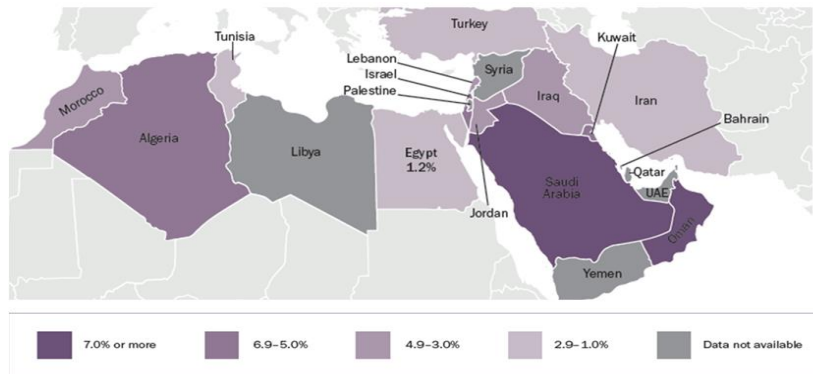 Turkey
Tunisia
Kuwait
Lebanon
Israel
Syria
Palestine
Morocco
Iraq
Iran
Algeria
Bahrain
Libya
Egypt
1.2%
Qatar
Saudi
Arabia
UAE
Jordan
Oman
Yemen
7.0% or more
6.9–5.0%
4.9–3.0%
2.9–1.0%
Data not available